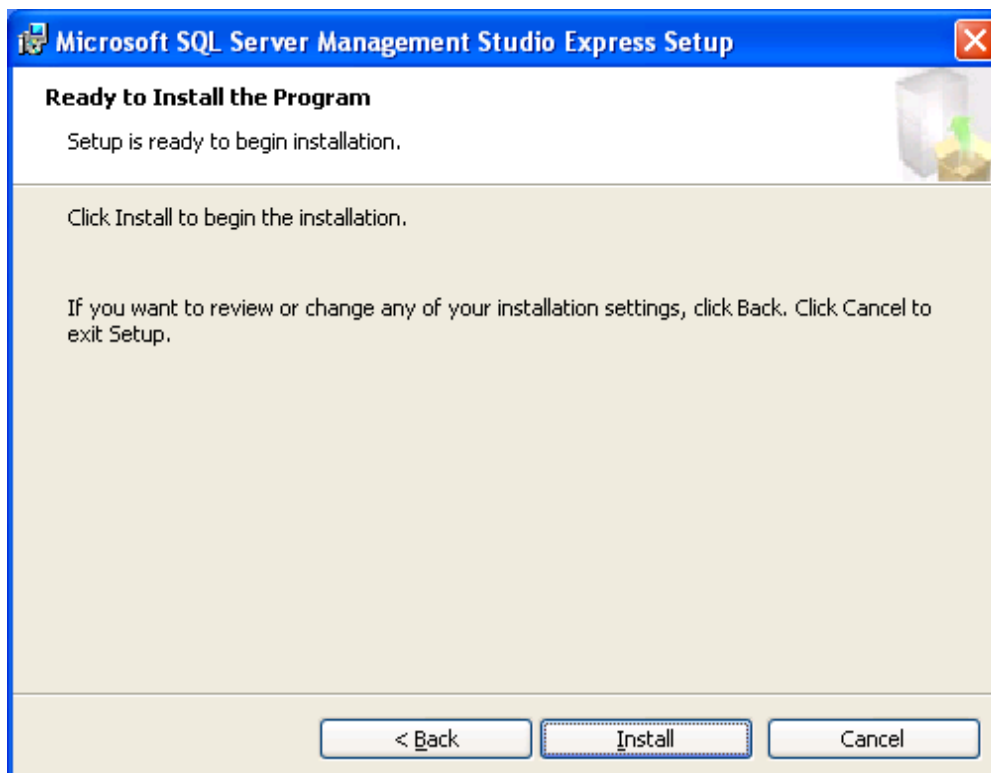 Microsoft SQL Server Management Studio Express Setup
Ready to Install the Program
Setup is ready to begin installation.
Click Install to begin the installation.
If you want to review or change any of your installation settings, click Back. Click Cancel to
exit Setup.
< Back
Install
Cancel